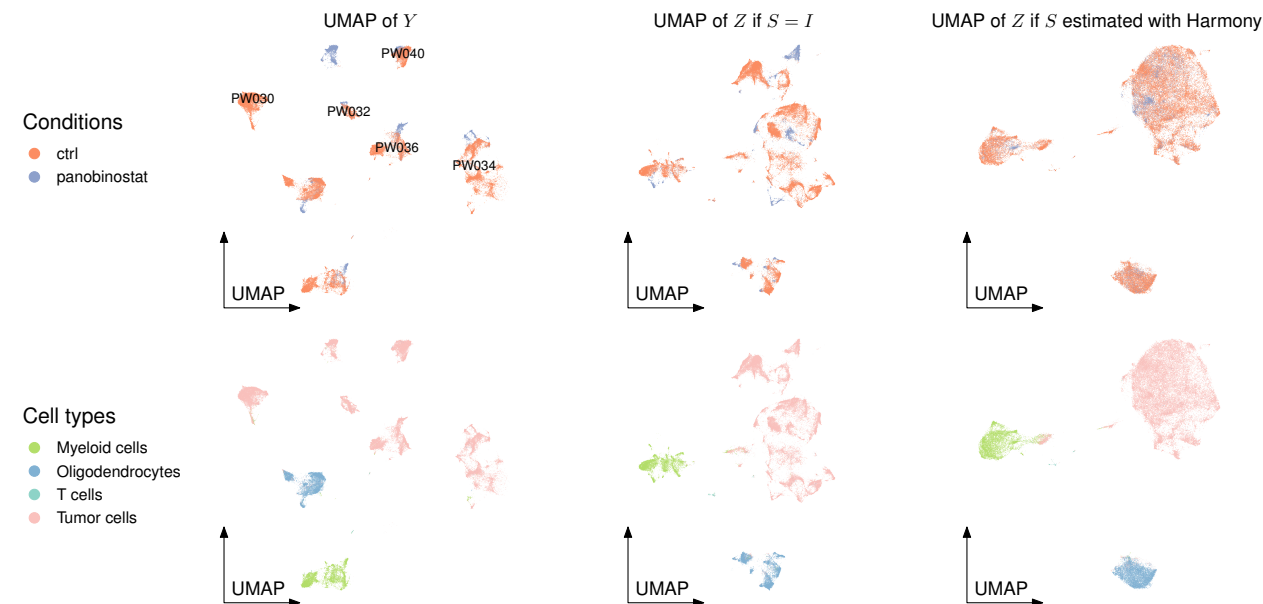 UMAP of Y
UMAP of Z if S = I
UMAP of Z if S estimated with Harmony
PW040
PW030
PW032
PW036
PW034
Conditions
ctrl
panobinostat
UMAP
UMAP
UMAP
Cell types
Myeloid cells
Oligodendrocytes
T cells
Tumor cells
UMAP
UMAP
UMAP